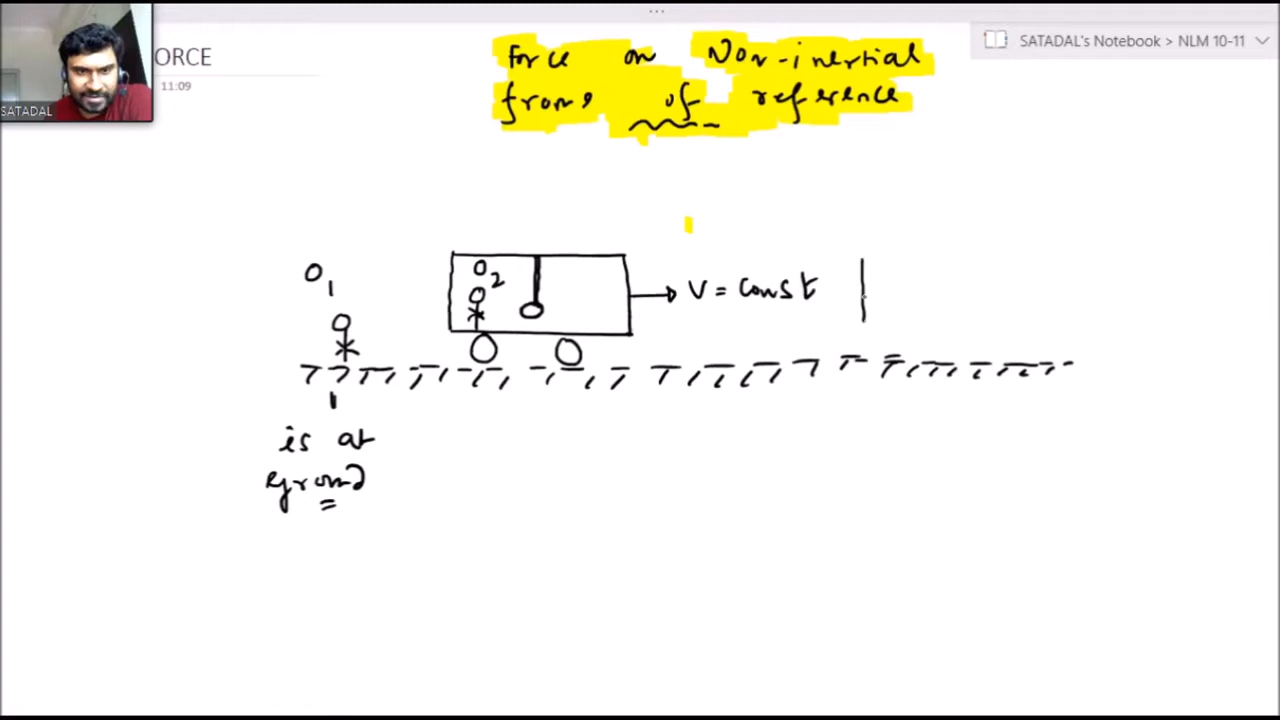 ORCE
11:09
SATADAL
SATADAL's Notebook > NLM 10-11
Force on Non-inertial
frame of reference
O1
O2
V = Const
is at
ground